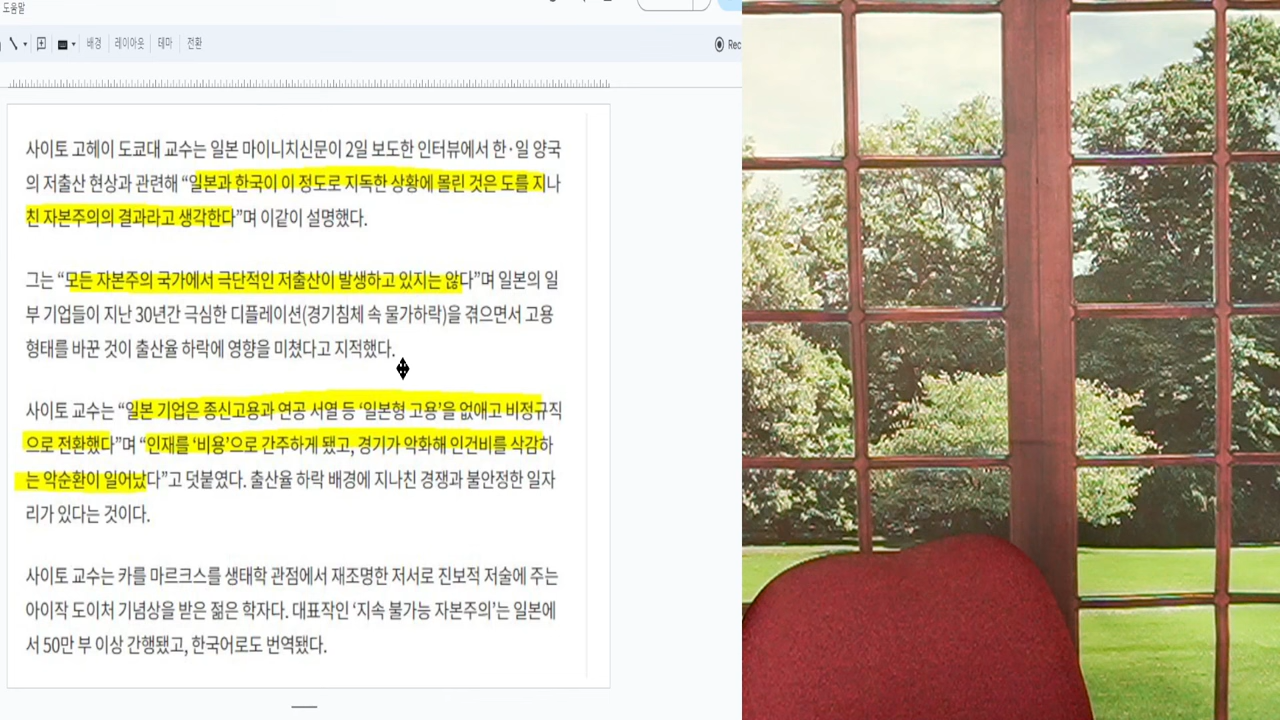 도움말
배경 레이아웃 테마 전환
Rec
사이토 고헤이 도쿄대 교수는 일본 마이니치신문이 2일 보도한 인터뷰에서 한·일 양국
의 저출산 현상과 관련해 “일본과 한국이 이 정도로 지독한 상황에 몰린 것은 도를 지나
친 자본주의의 결과라고 생각한다”며 이같이 설명했다.
그는 “모든 자본주의 국가에서 극단적인 저출산이 발생하고 있지는 않다”며 일본의 일
부 기업들이 지난 30년간 극심한 디플레이션(경기침체 속 물가하락)을 겪으면서 고용
형태를 바꾼 것이 출산율 하락에 영향을 미쳤다고 지적했다.
사이토 교수는 “일본 기업은 종신고용과 연공 서열 등 ‘일본형 고용’을 없애고 비정규직
으로 전환했다”며 “인재를 ‘비용’으로 간주하게 됐고, 경기가 악화해 인건비를 삭감하
는 악순환이 일어났다”고 덧붙였다. 출산율 하락 배경에 지나친 경쟁과 불안정한 일자
리가 있다는 것이다.
사이토 교수는 카를 마르크스를 생태학 관점에서 재조명한 저서로 진보적 저술에 주는
아이작 도이처 기념상을 받은 젊은 학자다. 대표작인 ‘지속 불가능 자본주의’는 일본에
서 50만 부 이상 간행됐고, 한국어로도 번역됐다.